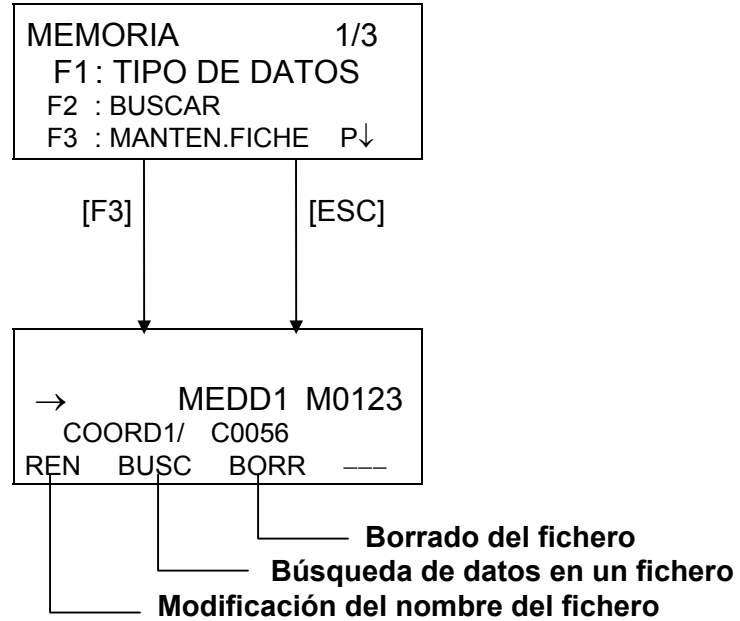 MEMORIA 1/3
F1 : TIPO DE DATOS
F2 : BUSCAR
F3 : MANTEN.FICHE P↓
[F3] [ESC]
→ MEDD1 M0123
COORD1/ C0056
REN BUSC BORR ---
Borrado del fichero
Búsqueda de datos en un fichero
Modificación del nombre del fichero